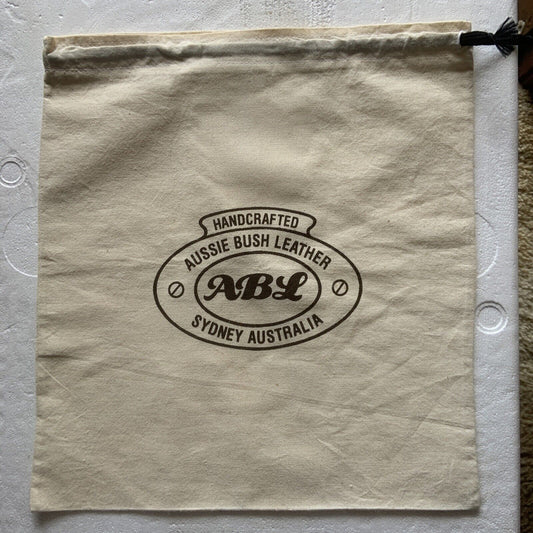 HANDCRAFTED
AUSSIE BUSH LEATHER
ABL
SYDNEY AUSTRALIA